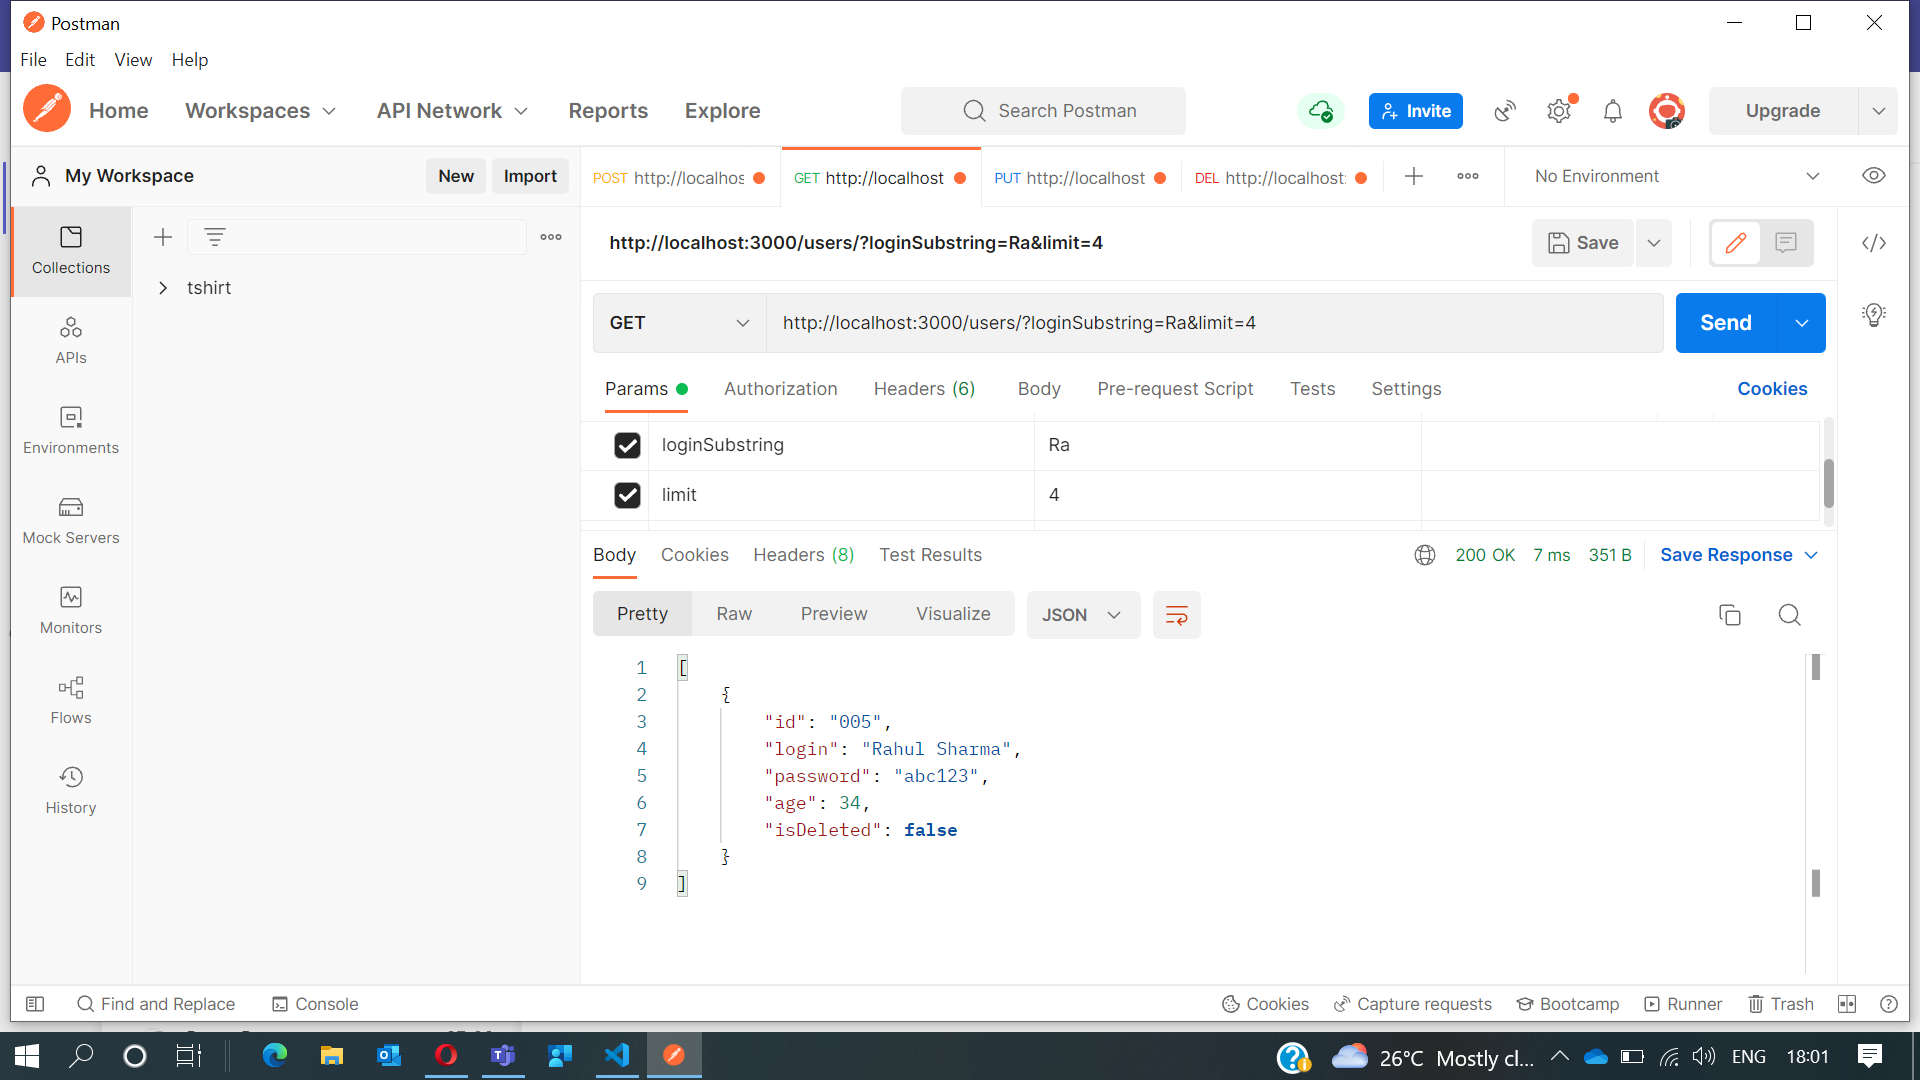 Postman
File Edit View Help
Home Workspaces API Network Reports Explore Search Postman Invite Upgrade
My Workspace New Import
POST http://localhos GET http://localhost PUT http://localhost DEL http://localhost: No Environment
Collections
tshirt
APIs
Environments
Mock Servers
Monitors
Flows
History
http://localhost:3000/users/?loginSubstring=Ra&limit=4 Save
GET http://localhost:3000/users/?loginSubstring=Ra&limit=4 Send
Params Authorization Headers (6) Body Pre-request Script Tests Settings Cookies
loginSubstring Ra
limit 4
Body Cookies Headers (8) Test Results 200 OK 7 ms 351 B Save Response
Pretty Raw Preview Visualize JSON
1 [
2 {
3 "id": "005",
4 "login": "Rahul Sharma",
5 "password": "abc123",
6 "age": 34,
7 "isDeleted": false
8 }
9 ]
Find and Replace Console Cookies Capture requests Bootcamp Runner Trash
26°C Mostly cl... ENG 18:01